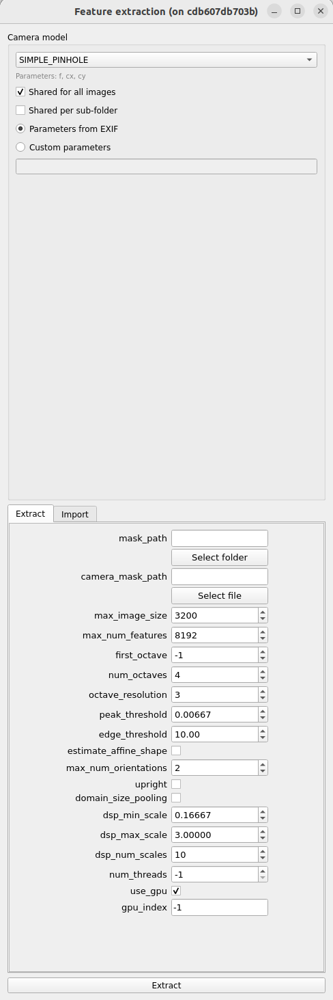 Feature extraction (on cdb607db703b)
Camera model
SIMPLE_PINHOLE
Parameters: f, cx, cy
Shared for all images
Shared per sub-folder
Parameters from EXIF
Custom parameters
Extract Import
mask_path
Select folder
camera_mask_path
Select file
max_image_size 3200
max_num_features 8192
first_octave -1
num_octaves 4
octave_resolution 3
peak_threshold 0.00667
edge_threshold 10.00
estimate_affine_shape
max_num_orientations 2
upright
domain_size_pooling
dsp_min_scale 0.16667
dsp_max_scale 3.00000
dsp_num_scales 10
num_threads -1
use_gpu
gpu_index -1
Extract